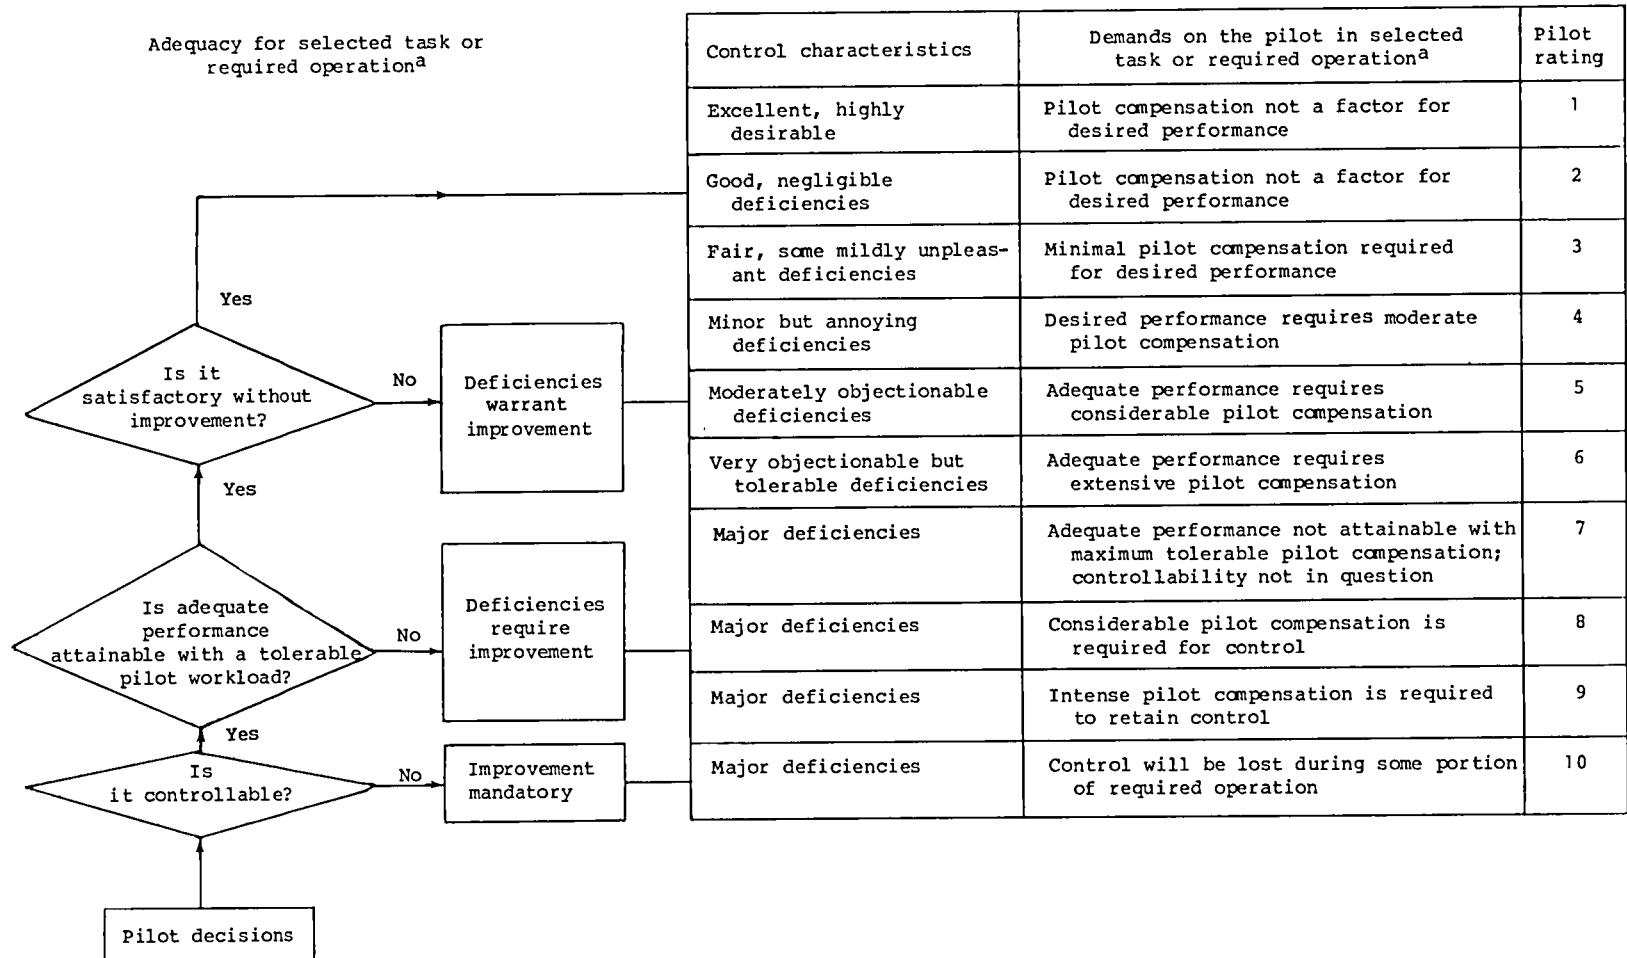 Adequacy for selected task or
required operationa
Control characteristics
Demands on the pilot in selected
task or required operationa
Pilot
rating
Excellent, highly
desirable
Pilot compensation not a factor for
desired performance
1
Good, negligible
deficiencies
Pilot compensation not a factor for
desired performance
2
Fair, some mildly unpleas-
ant deficiencies
Minimal pilot compensation required
for desired performance
3
Minor but annoying
deficiencies
Desired performance requires moderate
pilot compensation
4
Moderately objectionable
deficiencies
Adequate performance requires
considerable pilot compensation
5
Very objectionable but
tolerable deficiencies
Adequate performance requires
extensive pilot compensation
6
Major deficiencies
Adequate performance not attainable with
maximum tolerable pilot compensation;
controllability not in question
7
Major deficiencies
Considerable pilot compensation is
required for control
8
Major deficiencies
Intense pilot compensation is required
to retain control
9
Major deficiencies
Control will be lost during some portion
of required operation
10
Yes
Is it
satisfactory without
improvement?
No
Deficiencies
warrant
improvement
Yes
Is adequate
performance
attainable with a tolerable
pilot workload?
No
Deficiencies
require
improvement
Yes
Is
it controllable?
No
Improvement
mandatory
Pilot decisions